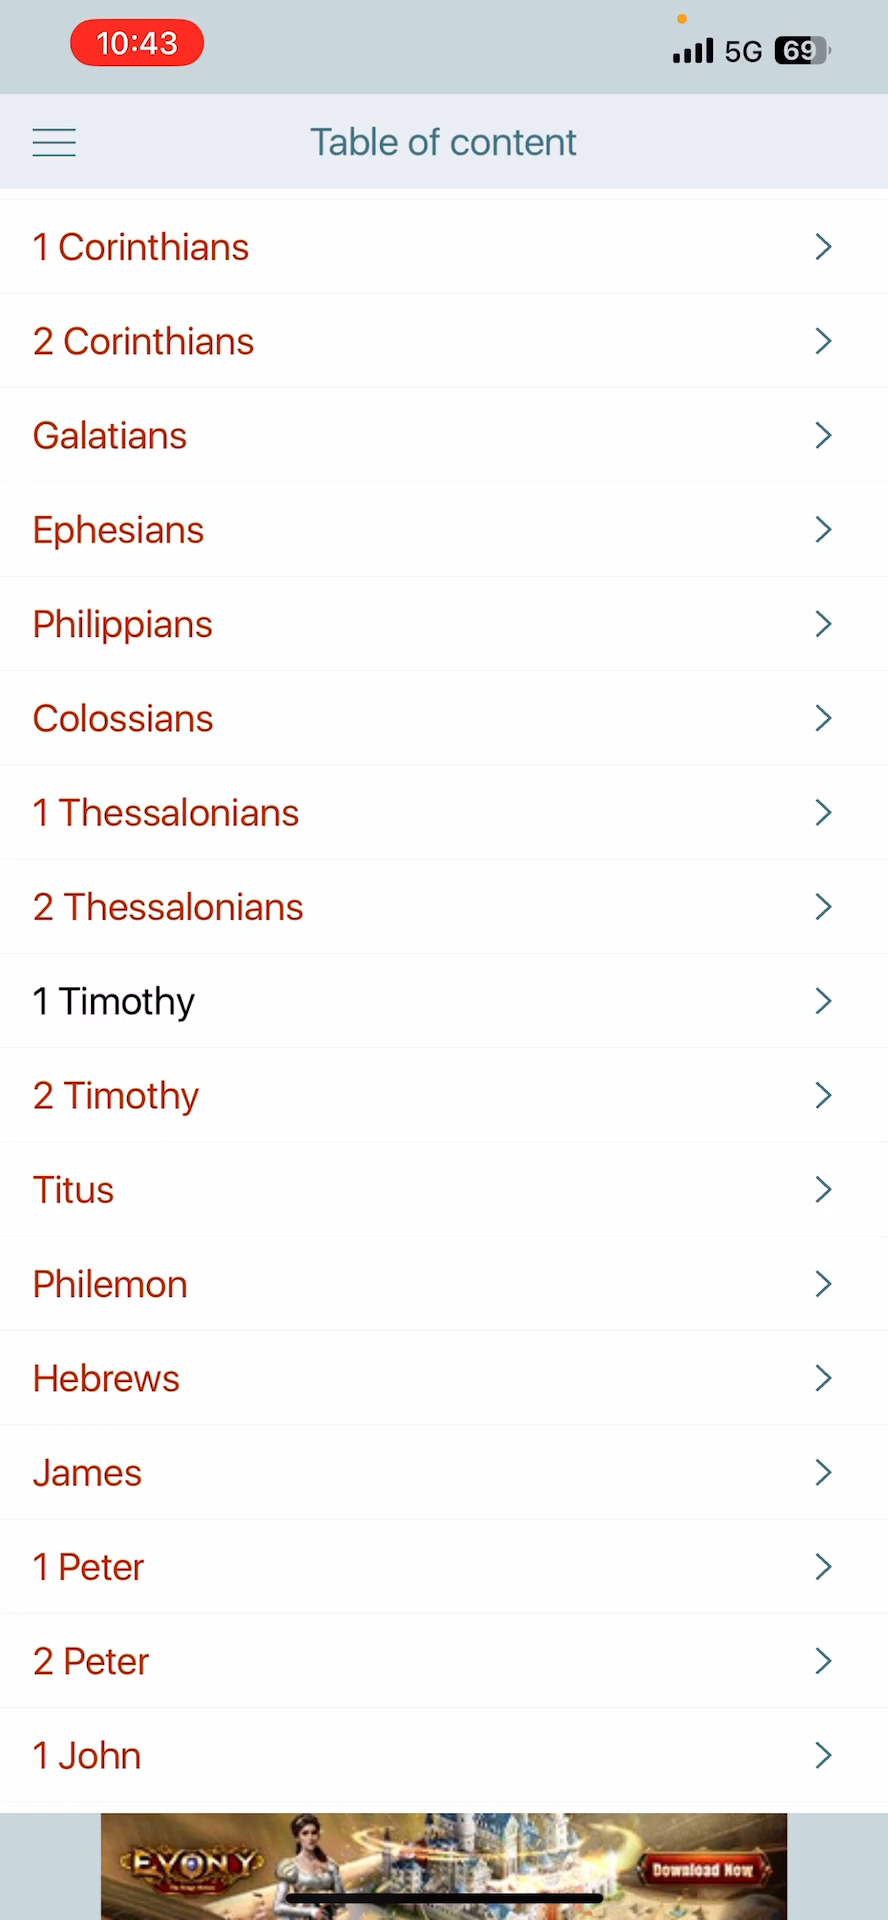 10:43
5G 69
Table of content
1 Corinthians
2 Corinthians
Galatians
Ephesians
Philippians
Colossians
1 Thessalonians
2 Thessalonians
1 Timothy
2 Timothy
Titus
Philemon
Hebrews
James
1 Peter
2 Peter
1 John
EVONY
Download Now